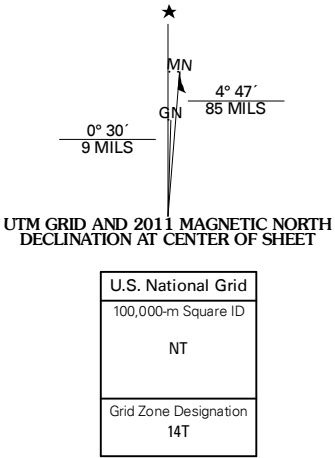 ★
MN
4° 47´
85 MILS
GN
0° 30´
9 MILS
UTM GRID AND 2011 MAGNETIC NORTH
DECLINATION AT CENTER OF SHEET
U.S. National Grid
100,000-m Square ID
NT
Grid Zone Designation
14T